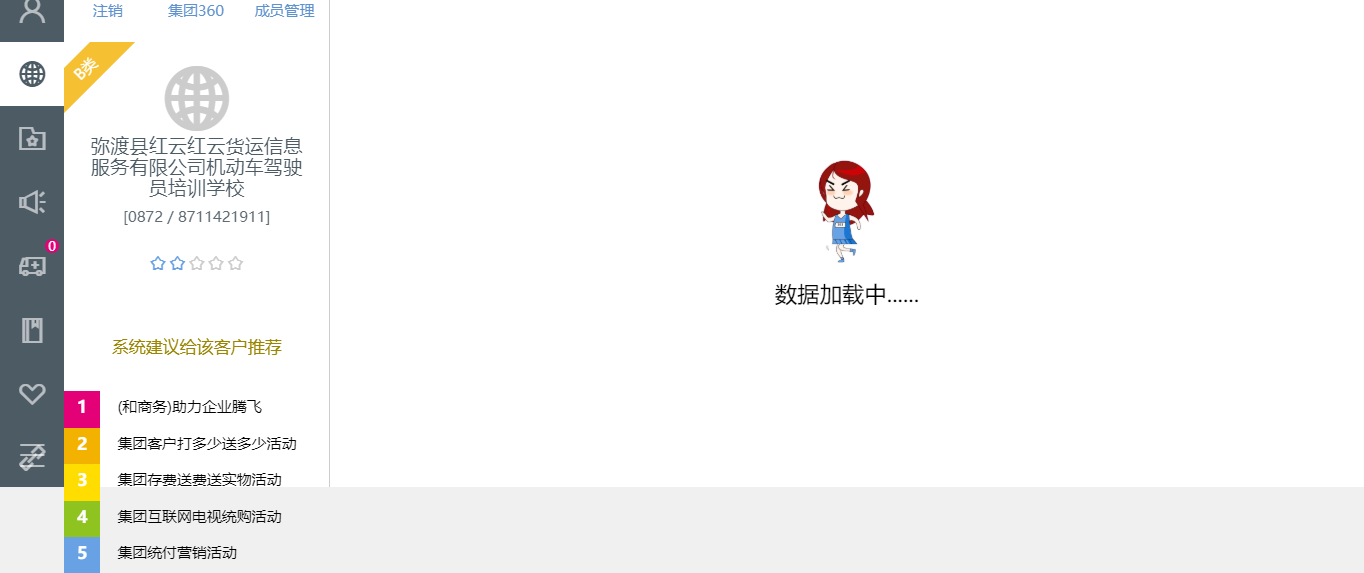 注销 集团360 成员管理
B类
弥渡县红云红云货运信息
服务有限公司机动车驾驶
员培训学校
[0872 / 8711421911]
0
系统建议给该客户推荐
1 (和商务)助力企业腾飞
2 集团客户打多少送多少活动
3 集团存费送费送实物活动
4 集团互联网电视统购活动
5 集团统付营销活动
数据加载中......